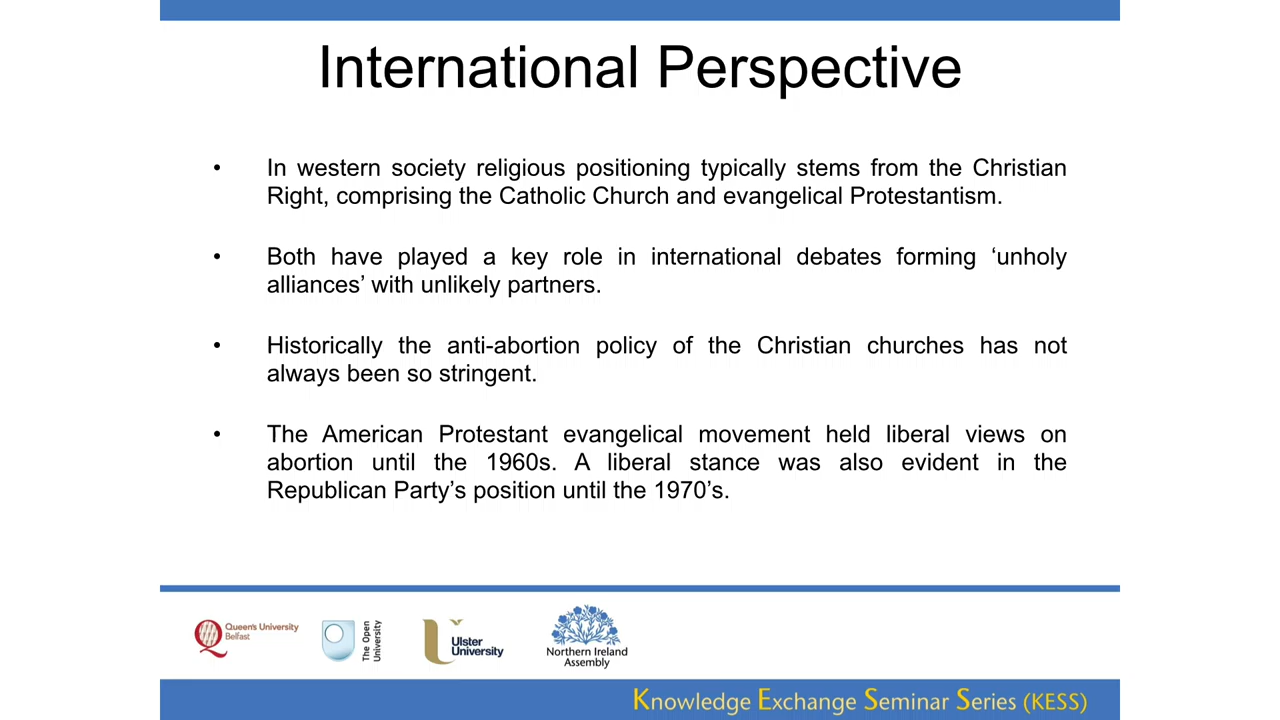 International Perspective
• In western society religious positioning typically stems from the Christian
Right, comprising the Catholic Church and evangelical Protestantism.
• Both have played a key role in international debates forming ‘unholy
alliances’ with unlikely partners.
• Historically the anti-abortion policy of the Christian churches has not
always been so stringent.
• The American Protestant evangelical movement held liberal views on
abortion until the 1960s. A liberal stance was also evident in the
Republican Party’s position until the 1970’s.
Queen's University
Belfast
The Open
University
Ulster
University
Northern Ireland
Assembly
Knowledge Exchange Seminar Series (KESS)